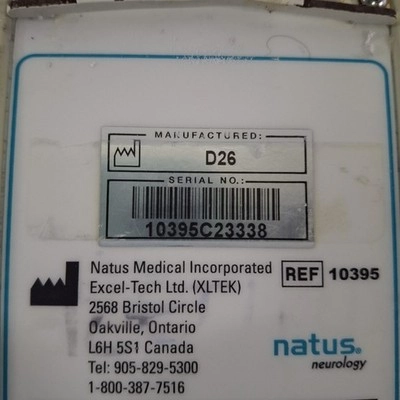 MANUFACTURED:
D26
SERIAL NO.:
10395C23338
Natus Medical Incorporated
Excel-Tech Ltd. (XLTEK)
2568 Bristol Circle
Oakville, Ontario
L6H 5S1 Canada
Tel: 905-829-5300
1-800-387-7516
REF 10395
natus®
neurology